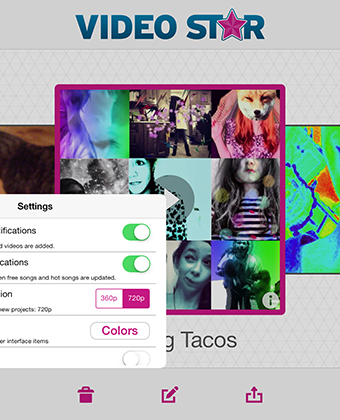 VIDEO STAR
Settings
ifications
d videos are added.
cations
en free songs and hot songs are updated.
ion
360p 720p
new projects: 720p
Colors
er interface items
g Tacos
i